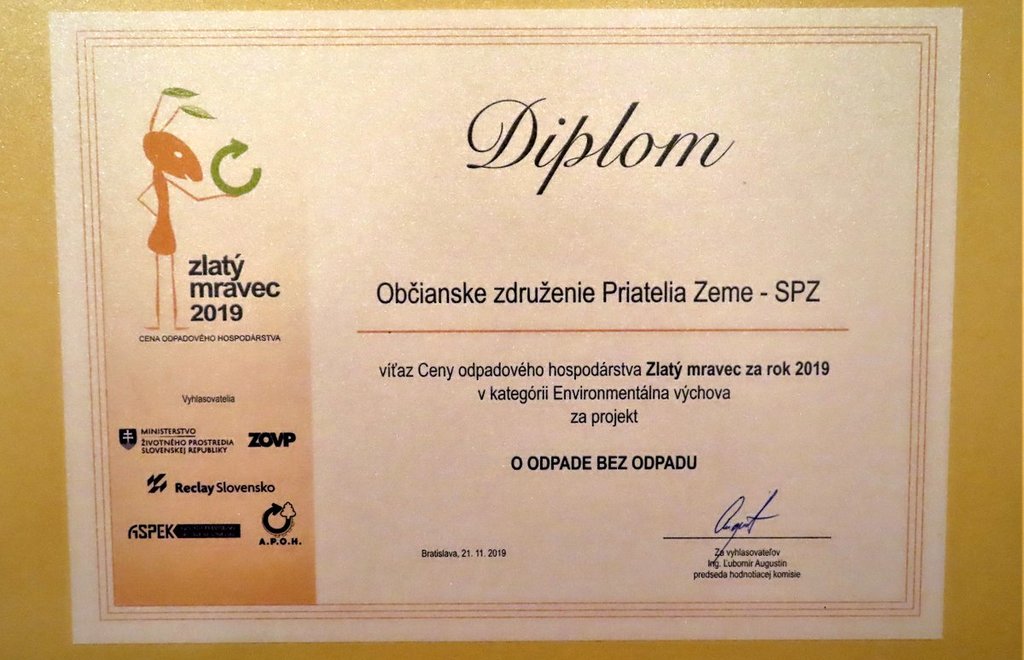 Diplom
zlatý
mravec
2019
CENA ODPADOVÉHO HOSPODÁRSTVA
Občianske združenie Priatelia Zeme - SPZ
víťaz Ceny odpadového hospodárstva Zlatý mravec za rok 2019
v kategórii Environmentálna výchova
za projekt
O ODPADE BEZ ODPADU
Vyhlasovatelia
MINISTERSTVO
ŽIVOTNÉHO PROSTREDIA
SLOVENSKEJ REPUBLIKY
ZOVP
Reclay Slovensko
ASPEK
A.P.O.H.
Bratislava, 21. 11. 2019
Za vyhlasovateľov
Ing. Ľubomír Augustín
predseda hodnotiacej komisie